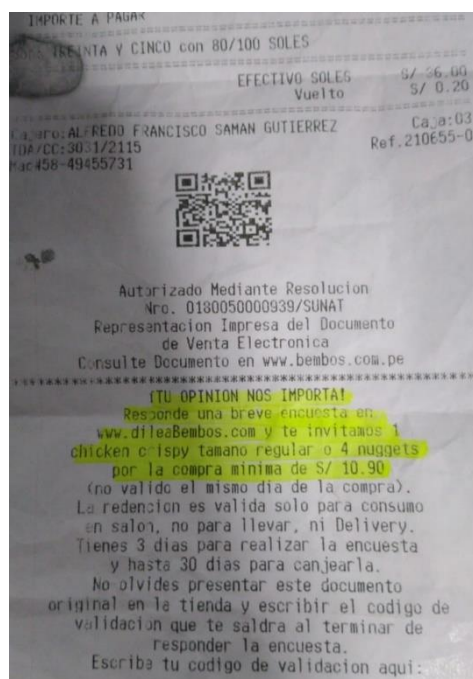 IMPORTE A PAGAR
TREINTA Y CINCO con 80/100 SOLES
EFECTIVO SOLES S/ 36.00
Vuelto S/ 0.20
Cajero:ALFREDO FRANCISCO SAMAN GUTIERREZ Caja:03
TDA/CC:3031/2115 Ref.210655-0
Mac458-49455731
Autorizado Mediante Resolucion
Nro. 0180050000939/SUNAT
Representacion Impresa del Documento
de Venta Electronica
Consulte Documento en www.bembos.com.pe
¡TU OPINION NOS IMPORTA!
Responde una breve encuesta en
www.dileaBembos.com y te invitamos 1
chicken crispy tamano regular o 4 nuggets
por la compra minima de S/ 10.90
(no valido el mismo dia de la compra).
La redencion es valida solo para consumo
en salon, no para llevar, ni Delivery.
Tienes 3 dias para realizar la encuesta
y hasta 30 dias para canjearla.
No olvides presentar este documento
original en la tienda y escribir el codigo de
validacion que te saldra al terminar de
responder la encuesta.
Escribe tu codigo de validacion aqui: